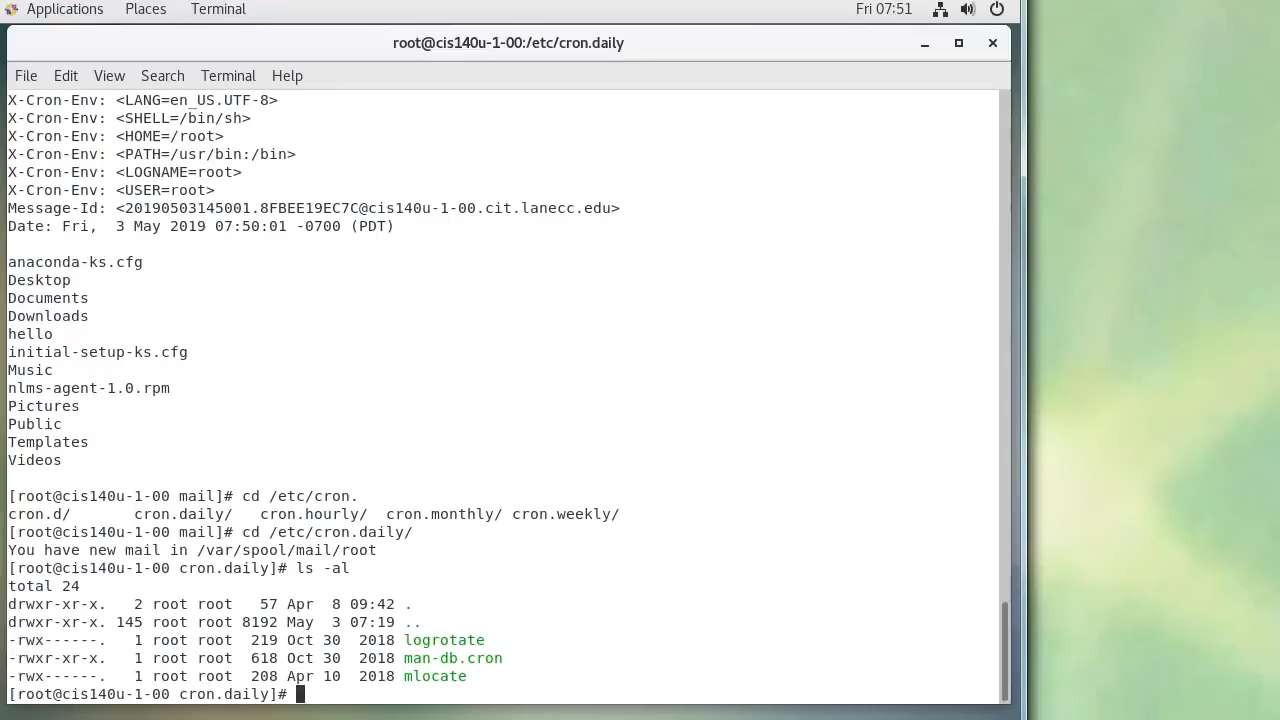 Applications Places Terminal Fri 07:51
root@cis140u-1-00:/etc/cron.daily
File Edit View Search Terminal Help
X-Cron-Env: <LANG=en_US.UTF-8>
X-Cron-Env: <SHELL=/bin/sh>
X-Cron-Env: <HOME=/root>
X-Cron-Env: <PATH=/usr/bin:/bin>
X-Cron-Env: <LOGNAME=root>
X-Cron-Env: <USER=root>
Message-Id: <20190503145001.8FBEE19EC7C@cis140u-1-00.cit.lanecc.edu>
Date: Fri,  3 May 2019 07:50:01 -0700 (PDT)
anaconda-ks.cfg
Desktop
Documents
Downloads
hello
initial-setup-ks.cfg
Music
nlms-agent-1.0.rpm
Pictures
Public
Templates
Videos
[root@cis140u-1-00 mail]# cd /etc/cron.
cron.d/       cron.daily/   cron.hourly/  cron.monthly/ cron.weekly/
[root@cis140u-1-00 mail]# cd /etc/cron.daily/
You have new mail in /var/spool/mail/root
[root@cis140u-1-00 cron.daily]# ls -al
total 24
drwxr-xr-x.   2 root root   57 Apr  8 09:42 .
drwxr-xr-x. 145 root root 8192 May  3 07:19 ..
-rwx------.   1 root root  219 Oct 30  2018 logrotate
-rwxr-xr-x.   1 root root  618 Oct 30  2018 man-db.cron
-rwx------.   1 root root  208 Apr 10  2018 mlocate
[root@cis140u-1-00 cron.daily]#